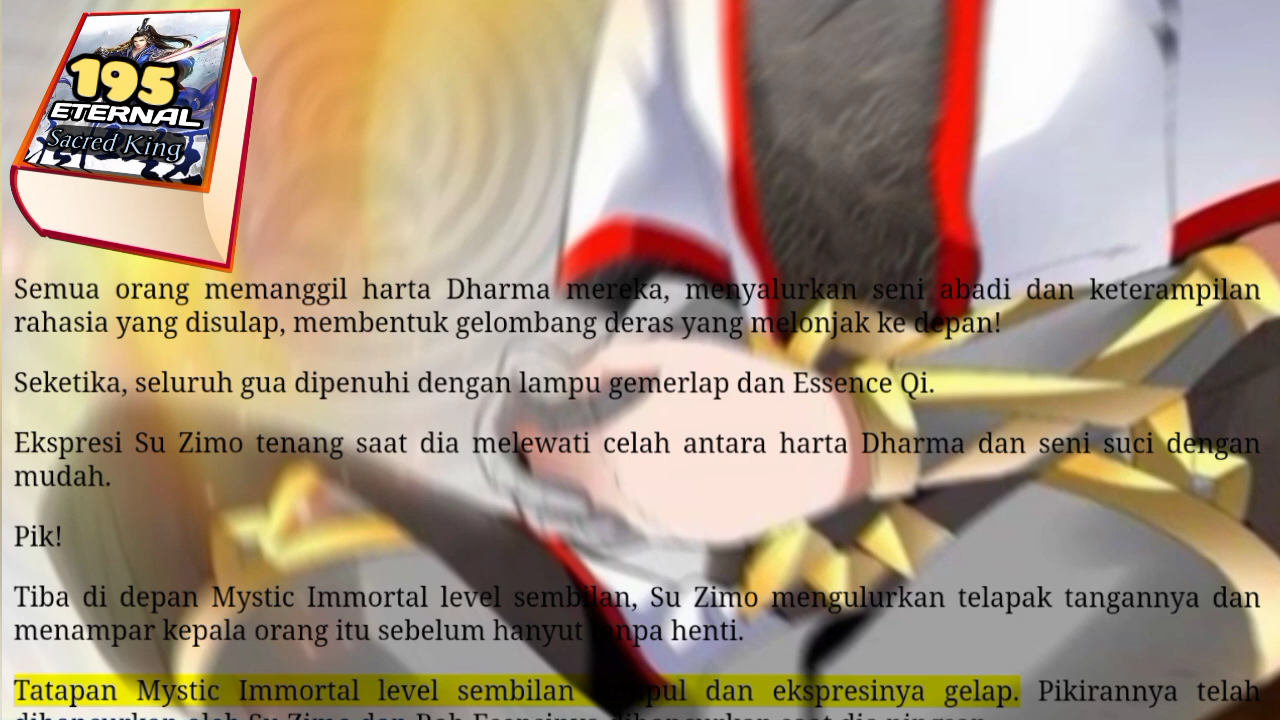 195
ETERNAL
Sacred King
Semua orang memanggil harta Dharma mereka, menyalurkan seni abadi dan keterampilan
rahasia yang disulap, membentuk gelombang deras yang melonjak ke depan!
Seketika, seluruh gua dipenuhi dengan lampu gemerlap dan Essence Qi.
Ekspresi Su Zimo tenang saat dia melewati celah antara harta Dharma dan seni suci dengan
mudah.
Pik!
Tiba di depan Mystic Immortal level sembilan, Su Zimo mengulurkan telapak tangannya dan
menampar kepala orang itu sebelum hanyut tanpa henti.
Tatapan Mystic Immortal level sembilan dan ekspresinya gelap. Pikirannya telah